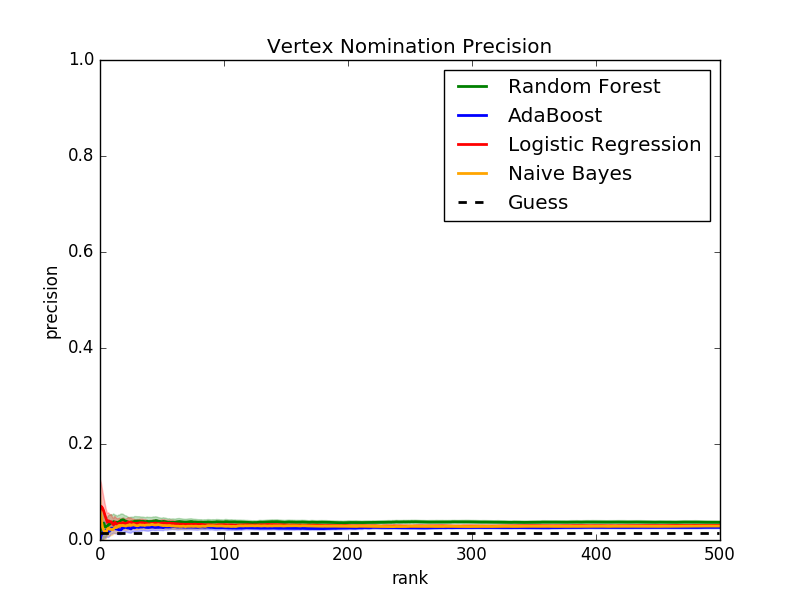 Vertex Nomination Precision
1.0
0.8
0.6
0.4
0.2
0.0
precision
Random Forest
AdaBoost
Logistic Regression
Naive Bayes
Guess
0 100 200 300 400 500
rank